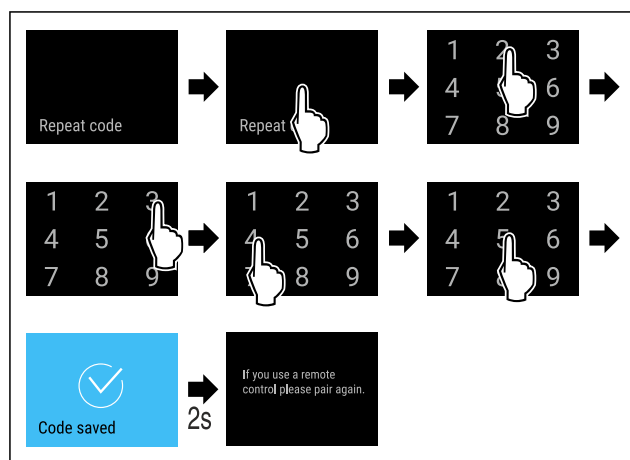 Repeat code
Repeat
1 2 3
4 6
7 8 9
1 2 3
4 5
7 8 9
1 2 3
4 5 6
8 9
1 2 3
4 5 6
7 9
Code saved
2s
If you use a remote
control please pair again.